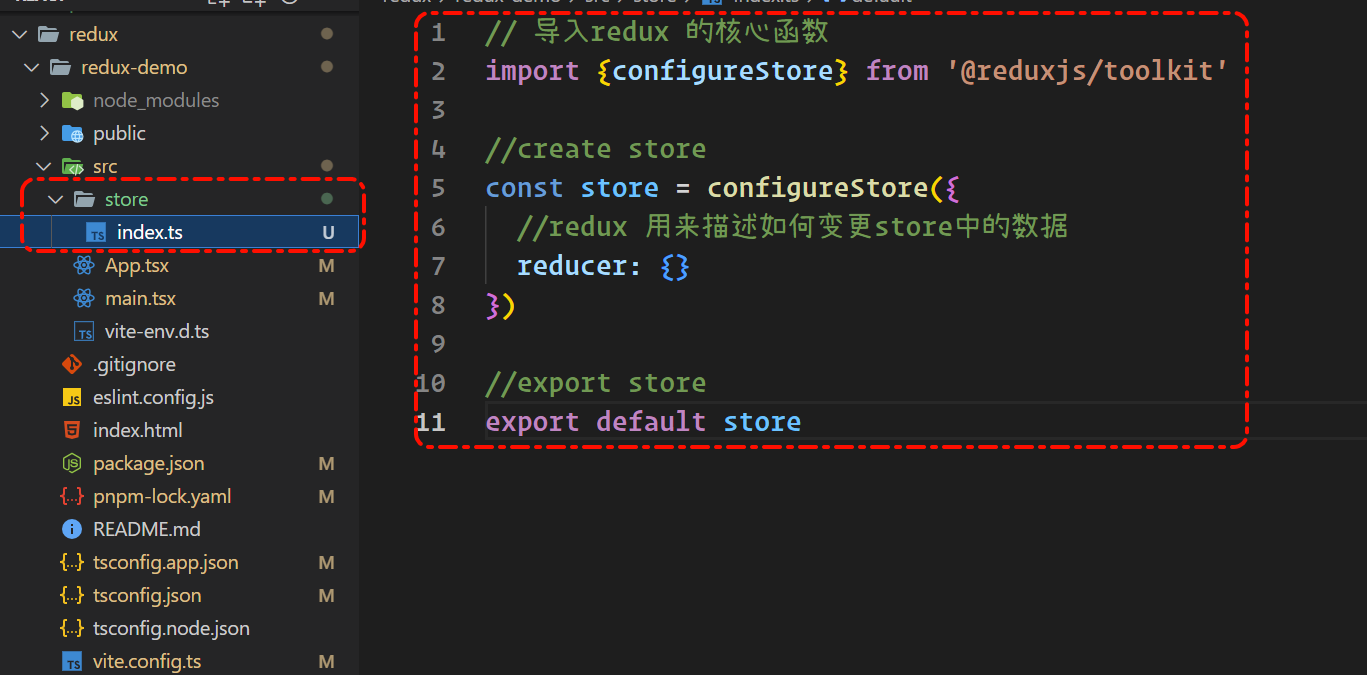 redux
redux-demo
node_modules
public
src
store
index.ts U
App.tsx M
main.tsx M
vite-env.d.ts
.gitignore
eslint.config.js
index.html
package.json M
pnpm-lock.yaml M
README.md
tsconfig.app.json M
tsconfig.json M
tsconfig.node.json
vite.config.ts M
1 // 导入redux 的核心函数
2 import {configureStore} from '@reduxjs/toolkit'
3
4 //create store
5 const store = configureStore({
6 //redux 用来描述如何变更store中的数据
7 reducer: {}
8 })
9
10 //export store
11 export default store